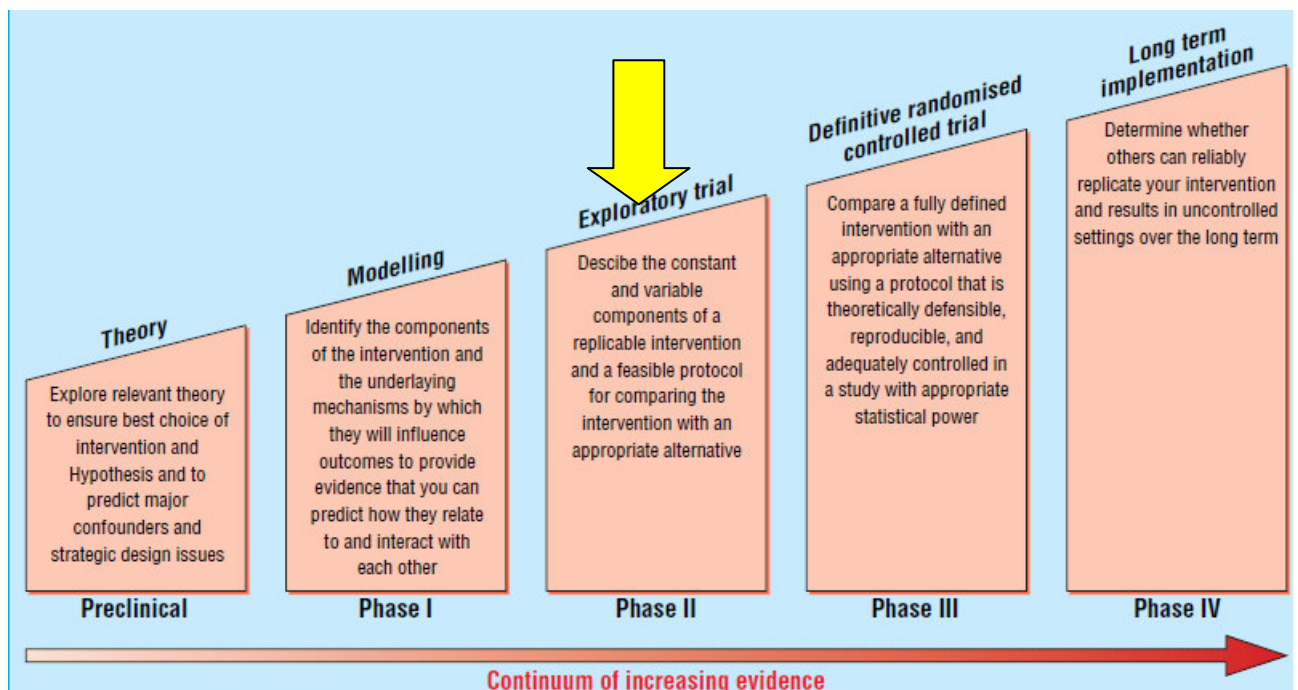 Theory
Explore relevant theory
to ensure best choice of
intervention and
Hypothesis and to
predict major
confounders and
strategic design issues
Preclinical
Modelling
Identify the components
of the intervention and
the underlaying
mechanisms by which
they will influence
outcomes to provide
evidence that you can
predict how they relate
to and interact with
each other
Phase I
Exploratory trial
Descibe the constant
and variable
components of a
replicable intervention
and a feasible protocol
for comparing the
intervention with an
appropriate alternative
Phase II
Definitive randomised
controlled trial
Compare a fully defined
intervention with an
appropriate alternative
using a protocol that is
theoretically defensible,
reproducible, and
adequately controlled in
a study with appropriate
statistical power
Phase III
Long term
implementation
Determine whether
others can reliably
replicate your intervention
and results in uncontrolled
settings over the long term
Phase IV
Continuum of increasing evidence